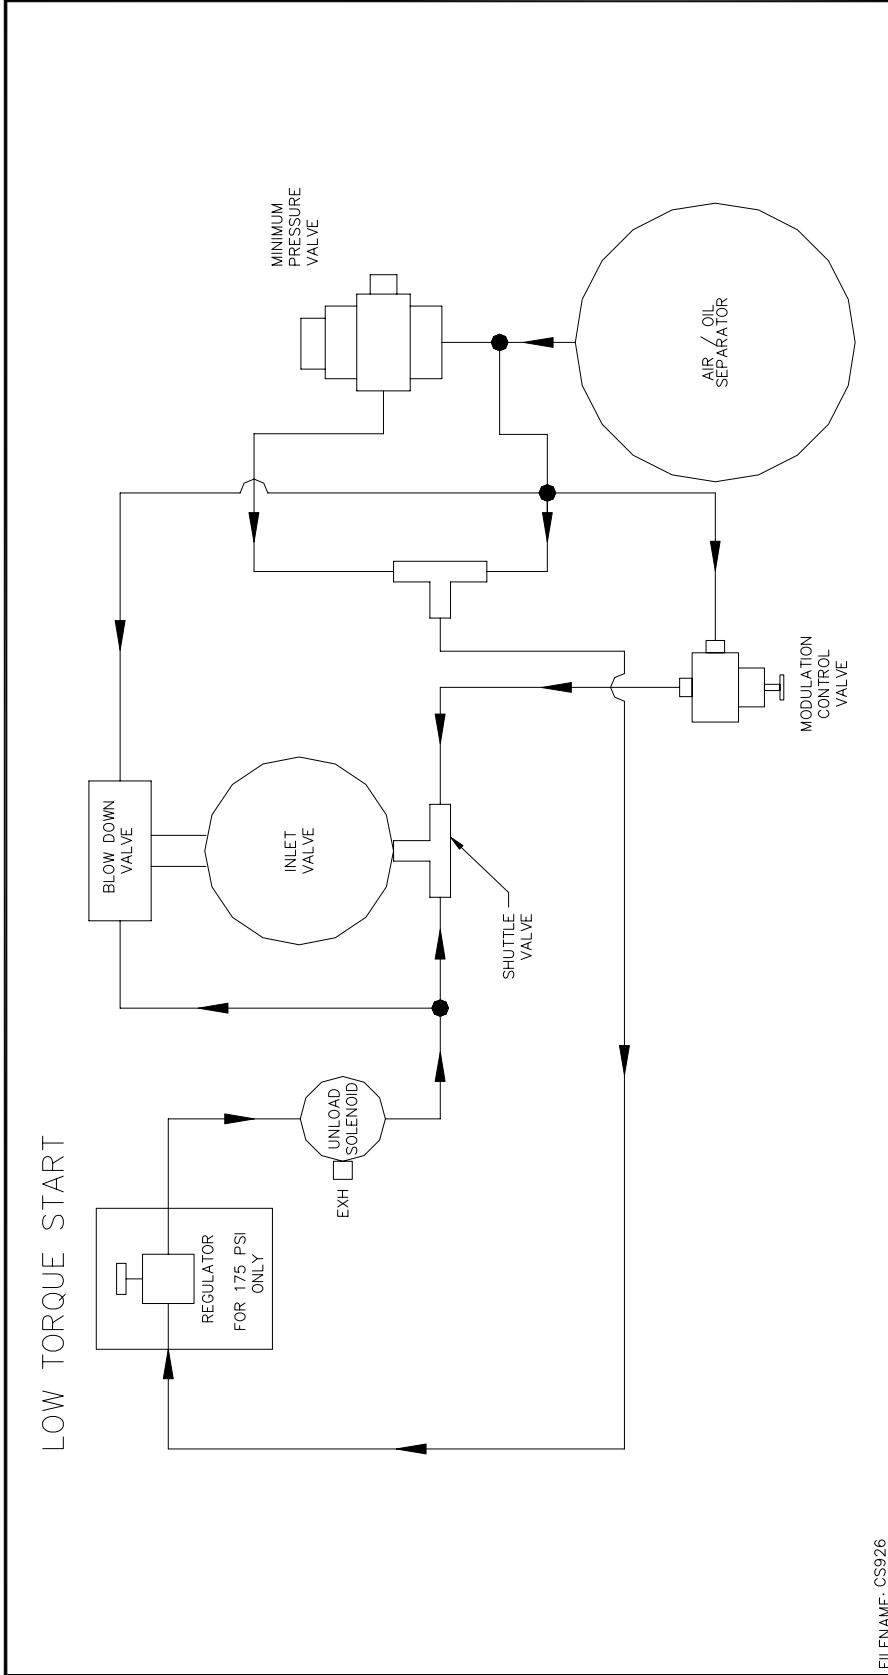 LOW TORQUE START
REGULATOR
FOR 175 PSI
ONLY
EXH
UNLOAD
SOLENOID
BLOW DOWN
VALVE
INLET
VALVE
SHUTTLE
VALVE
MINIMUM
PRESSURE
VALVE
AIR / OIL
SEPARATOR
MODULATION
CONTROL
VALVE
FILENAME: CS926